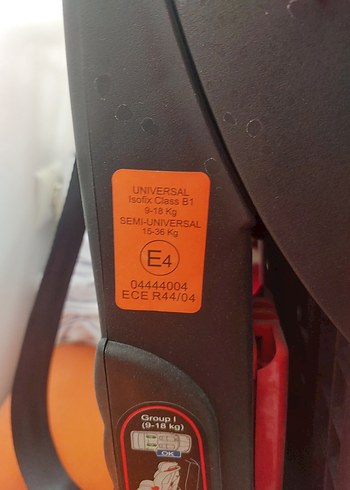 UNIVERSAL
Isofix Class B1
9-18 Kg
SEMI-UNIVERSAL
15-36 Kg
E4
04444004
ECE R44/04
Group I
(9-18 kg)
OK